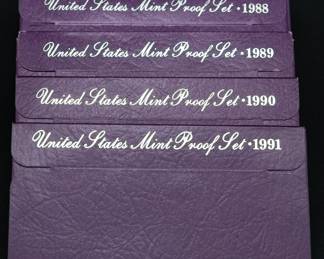 United States Mint Proof Set · 1988
United States Mint Proof Set · 1989
United States Mint Proof Set · 1990
United States Mint Proof Set · 1991